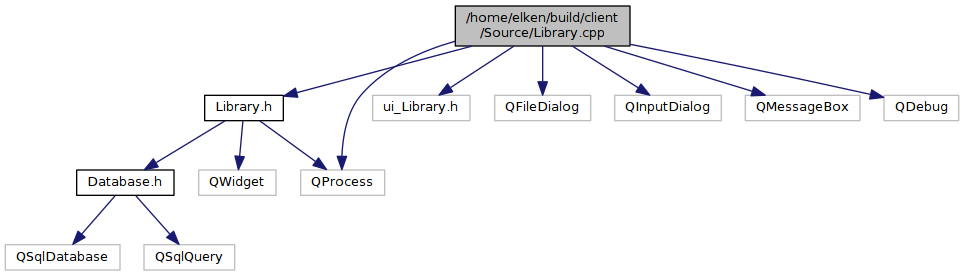 /home/elken/build/client
/Source/Library.cpp
Library.h
ui_Library.h
QFileDialog
QInputDialog
QMessageBox
QDebug
Database.h
QWidget
QProcess
QSqlDatabase
QSqlQuery